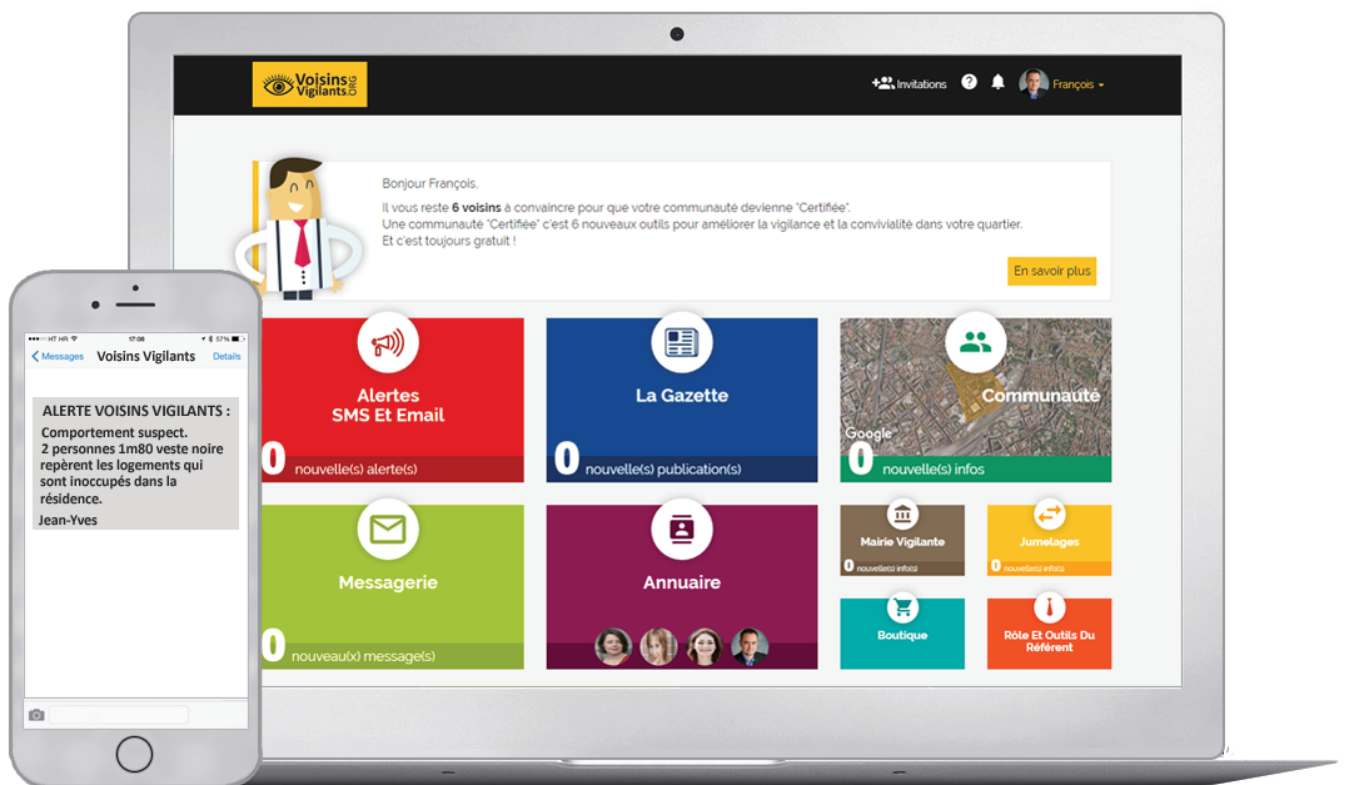 Voisins
Vigilants.ORG
Invitations
?
François
Bonjour François,
Il vous reste 6 voisins à convaincre pour que votre communauté devienne "Certifiée".
Une communauté "Certifiée" c'est 6 nouveaux outils pour améliorer la vigilance et la convivialité dans votre quartier.
Et c'est toujours gratuit !
En savoir plus
Alertes
SMS Et Email
0 nouvelle(s) alerte(s)
La Gazette
0 nouvelle(s) publication(s)
Communauté
Google
0 nouvelle(s) infos
Messagerie
0 nouveau(x) message(s)
Annuaire
Mairie Vigilante
0 nouvelle(s) info(s)
Jumelages
0 nouvelle(s) info(s)
Boutique
Rôle Et Outils Du
Référent
HT HR 17:08 57%
Messages Voisins Vigilants Details
ALERTE VOISINS VIGILANTS :
Comportement suspect.
2 personnes 1m80 veste noire
repèrent les logements qui
sont inoccupés dans la
résidence.
Jean-Yves